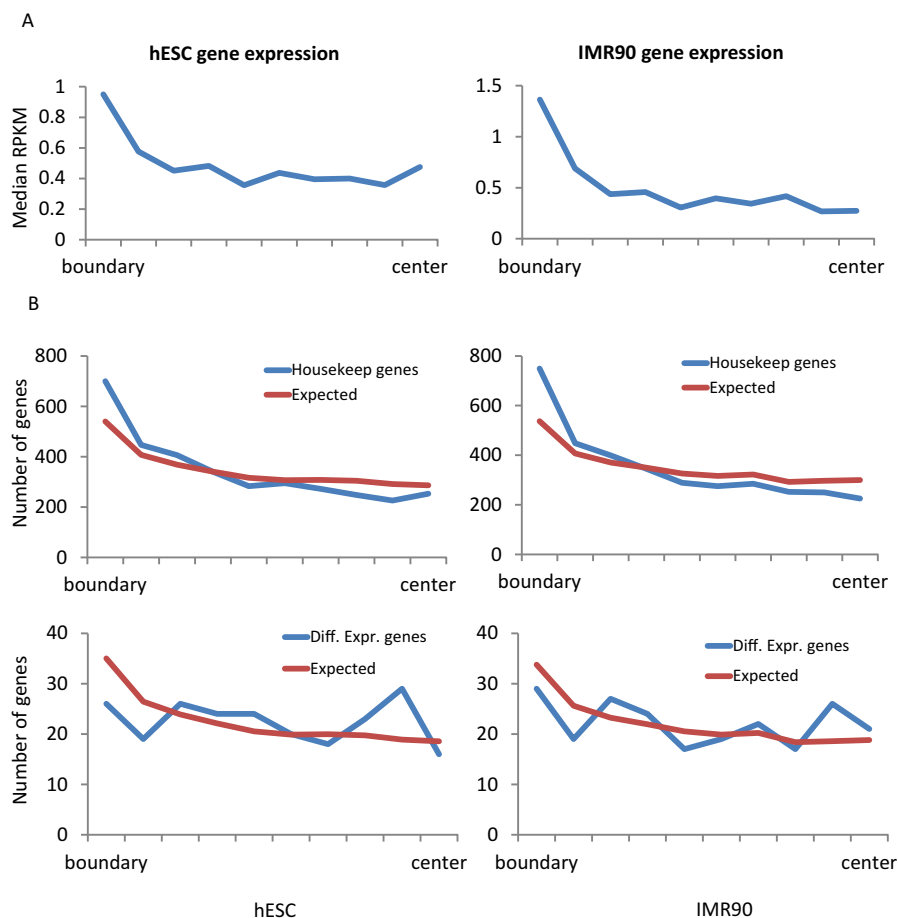 A
hESC gene expression
IMR90 gene expression
Median RPKM
1
0.8
0.6
0.4
0.2
0
boundary
center
1.5
1
0.5
0
boundary
center
B
Number of genes
800
600
400
200
0
Housekeep genes
Expected
boundary
center
800
600
400
200
0
Housekeep genes
Expected
boundary
center
Number of genes
40
30
20
10
0
Diff. Expr. genes
Expected
boundary
center
40
30
20
10
0
Diff. Expr. genes
Expected
boundary
center
hESC
IMR90